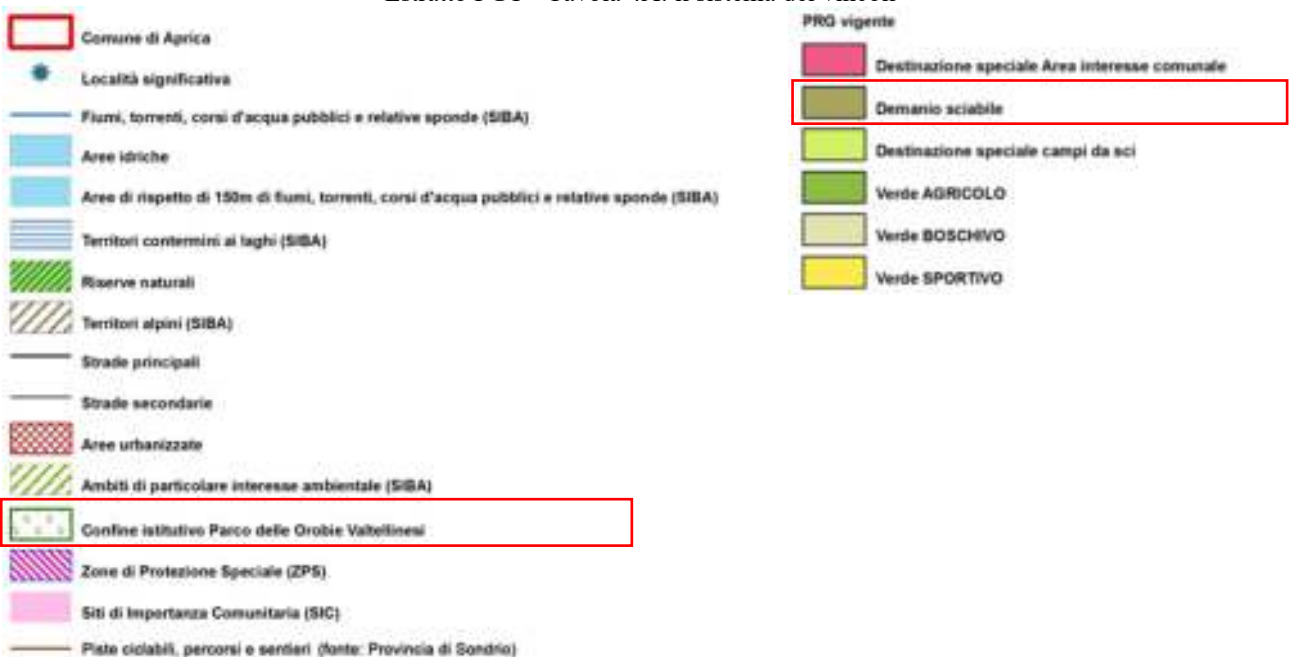 Comune di Aprica
Località significativa
Fiumi, torrenti, corsi d'acqua pubblici e relative sponde (SIBA)
Aree idriche
Aree di rispetto di 150m di fiumi, torrenti, corsi d'acqua pubblici e relative sponde (SIBA)
Territori contermini ai laghi (SIBA)
Riserve naturali
Territori alpini (SIBA)
Strade principali
Strade secondarie
Aree urbanizzate
Ambiti di particolare interesse ambientale (SIBA)
Confine istitutivo Parco delle Orobie Valtellinesi
Zone di Protezione Speciale (ZPS)
Siti di Importanza Comunitaria (SIC)
Piste ciclabili, percorsi e sentieri (fonte: Provincia di Sondrio)
PRG vigente
Destinazione speciale Area interesse comunale
Demanio sciabile
Destinazione speciale campi da sci
Verde AGRICOLO
Verde BOSCHIVO
Verde SPORTIVO